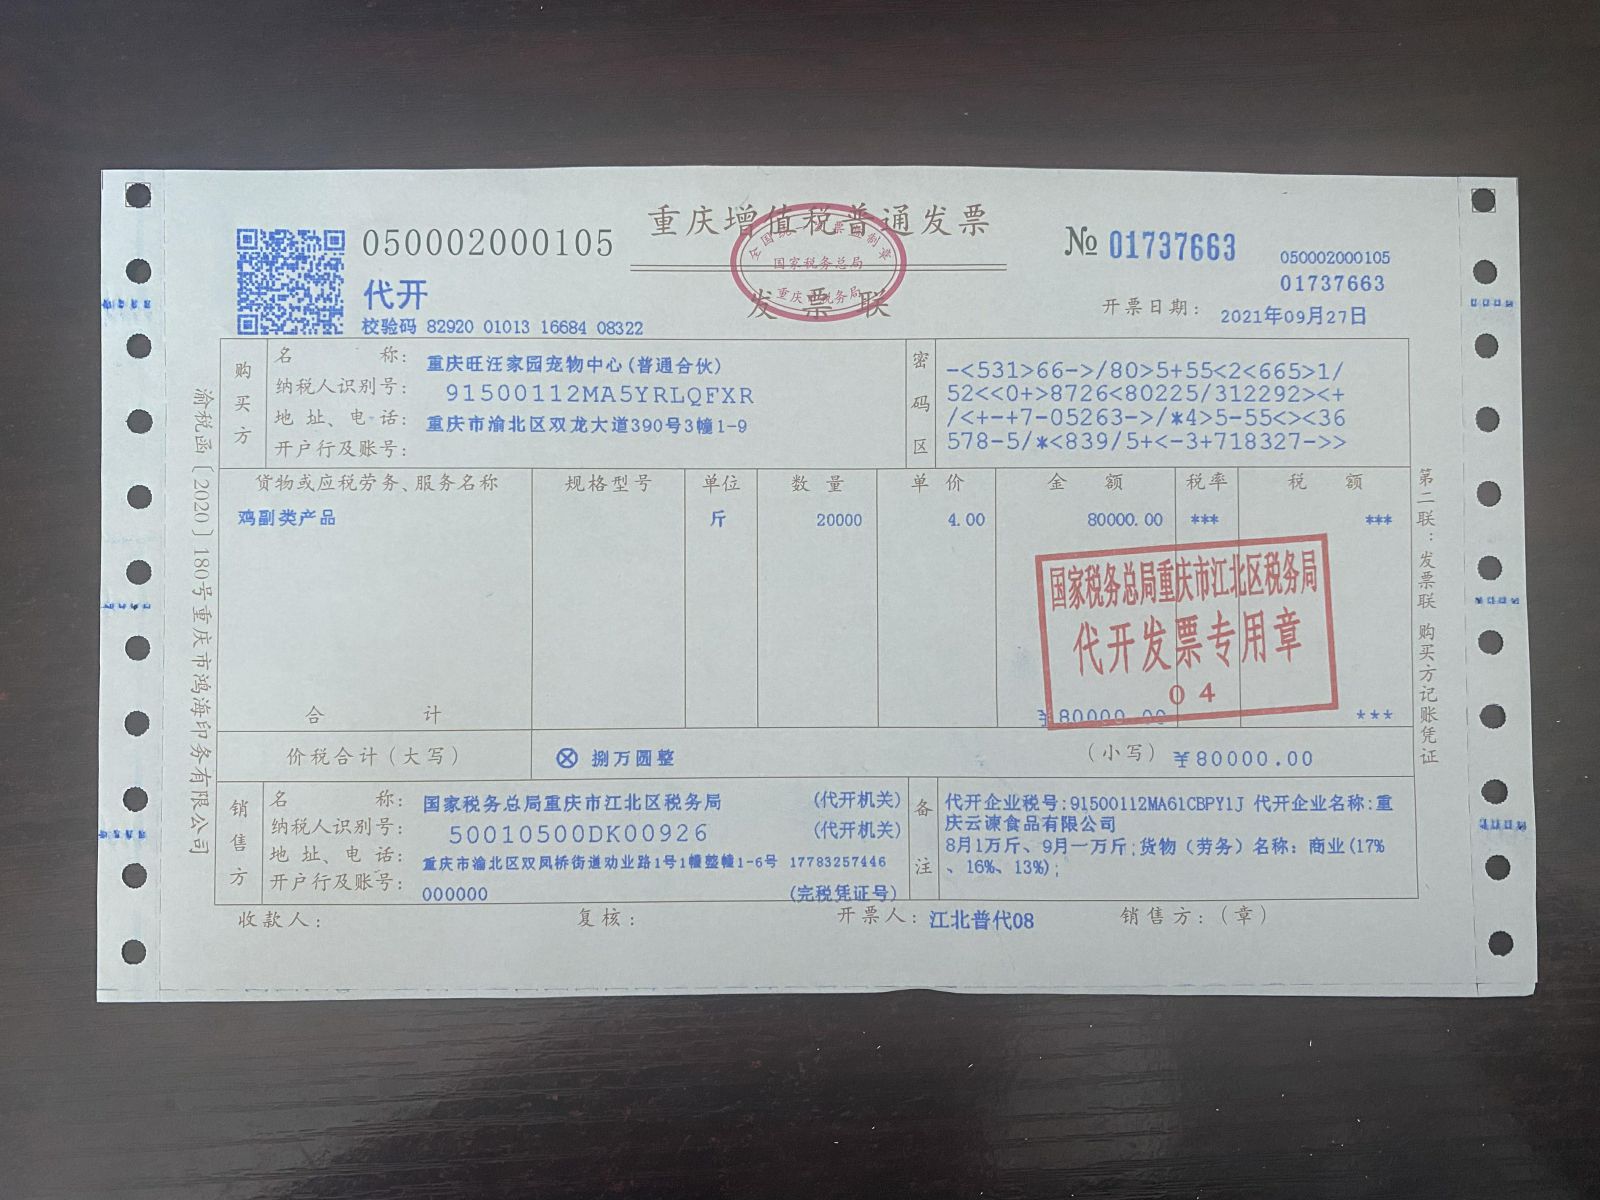 重庆增值税普通发票
发票联
全国统一发票监制章
国家税务总局
重庆市税务局
050002000105
代开
校验码 82920 01013 16684 08322
№ 01737663
050002000105
01737663
开票日期: 2021年09月27日
购买方
名称: 重庆旺汪家园宠物中心(普通合伙)
纳税人识别号: 91500112MA5YRLQFXR
地址、电话: 重庆市渝北区双龙大道390号3幢1-9
开户行及账号:
密码区
-<531>66->/80>5+55<2<665>1/
52<<0+>8726<80225/312292><+
/<+-+7-05263->/*4>5-55<><36
578-5/*<839/5+<-3+718327->>
货物或应税劳务、服务名称 规格型号 单位 数量 单价 金额 税率 税额
鸡副类产品 斤 20000 4.00 80000.00 *** ***
国家税务总局重庆市江北区税务局
代开发票专用章
04
合计 ¥80000.00 ***
价税合计(大写) ⊗ 捌万圆整 (小写) ¥80000.00
销售方
名称: 国家税务总局重庆市江北区税务局 (代开机关)
纳税人识别号: 50010500DK00926 (代开机关)
地址、电话: 重庆市渝北区双凤桥街道劝业路1号1幢整幢1-6号 17783257446
开户行及账号: 000000 (完税凭证号)
备注
代开企业税号:91500112MA61CBPY1J 代开企业名称:重
庆云谏食品有限公司
8月1万斤、9月一万斤;货物(劳务)名称: 商业(17%
、16%、13%);
收款人: 复核: 开票人: 江北普代08 销售方:(章)
渝税函〔2020〕180号重庆市鸿海印务有限公司
第二联:发票联 购买方记账凭证